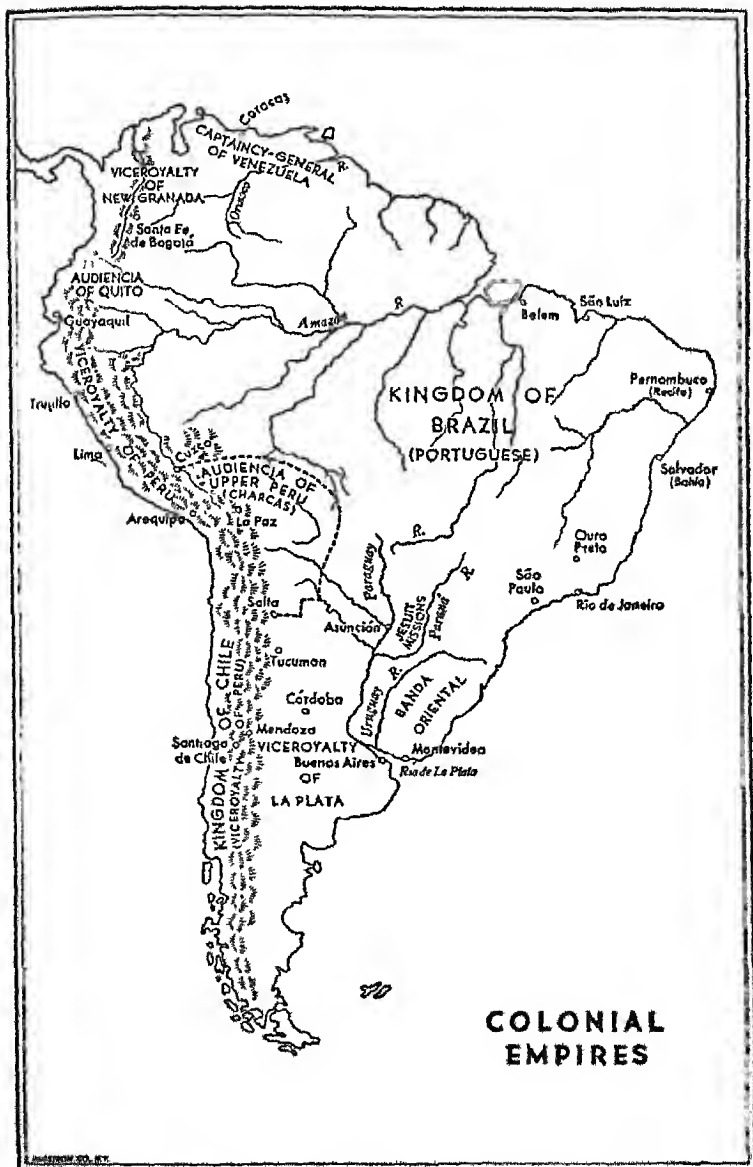 Caracas
CAPTAINCY-GENERAL
OF VENEZUELA
R.
VICEROYALTY
OF
NEW GRANADA
Orinoco
Santa Fe
de Bogotá
AUDIENCIA
OF QUITO
Guayaquil
Amazo
R.
Belem
São Luiz
KINGDOM OF
BRAZIL
(PORTUGUESE)
Pernambuco
(Recife)
Trujillo
VICEROYALTY OF PERU
Lima
Cuzco
AUDIENCIA OF
UPPER PERU
(CHARCAS)
Salvador
(Bahia)
Arequipa
La Paz
R.
Paraguay
Ouro
Preto
R.
São
Paulo
Rio de Janeiro
Salta
Asunción
JESUIT
MISSIONS
Paraná
Tucuman
R.
Uruguay
BANDA
ORIENTAL
Córdoba
KINGDOM OF CHILE
(VICEROYALTY OF PERU)
Santiago
de Chile
Mendoza
VICEROYALTY
OF
LA PLATA
Buenos Aires
Montevidea
Rio de La Plata
COLONIAL
EMPIRES